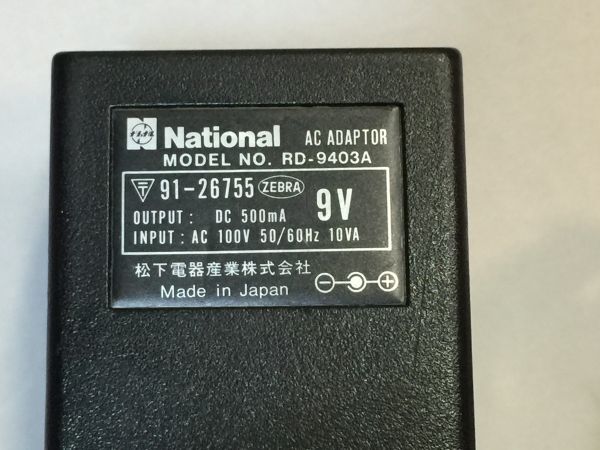 National AC ADAPTOR
MODEL NO. RD-9403A
91-26755 ZEBRA 9V
OUTPUT: DC 500mA
INPUT: AC 100V 50/60Hz 10VA
松下電器産業株式会社
Made in Japan